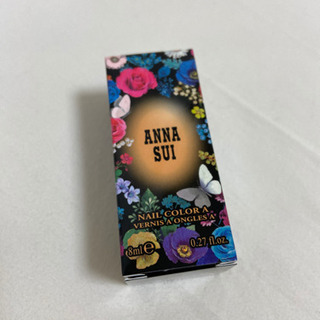 ANNA
SUI
NAIL COLOR A
VERNIS A ONGLES A
8ml e 0.27 fl.oz.